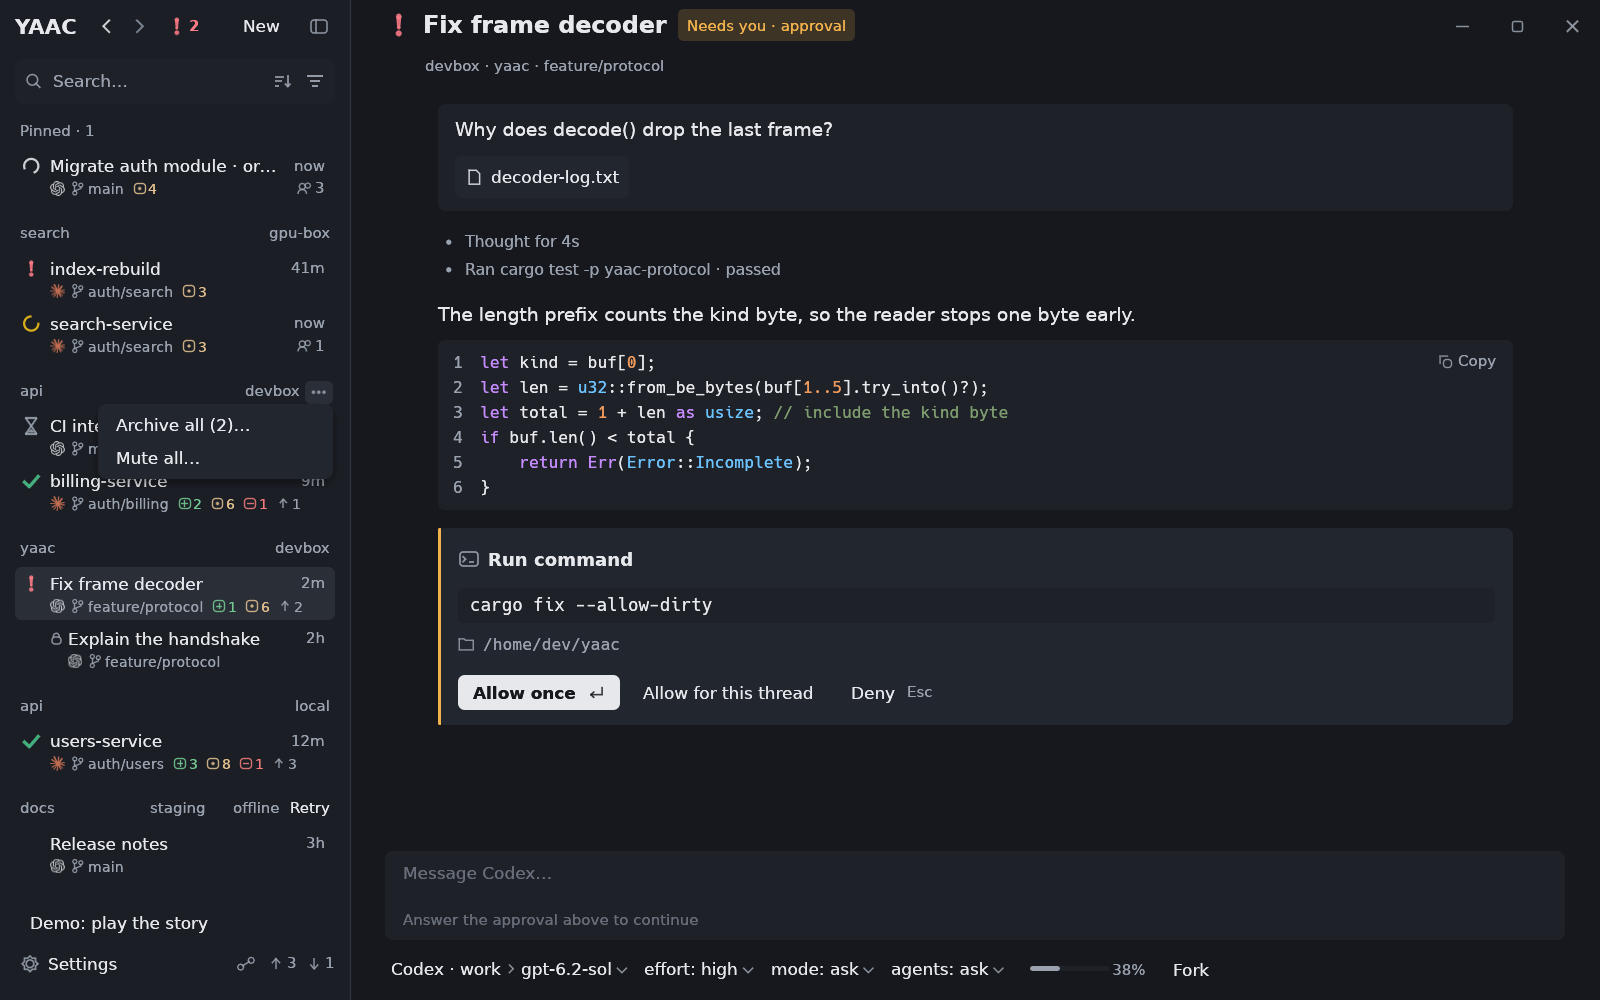 YAAC 2 New
Search...
Pinned · 1
Migrate auth module · or... now
main 4 3
search gpu-box
index-rebuild 41m
auth/search 3
search-service now
auth/search 3 1
api devbox
Archive all (2)...
Mute all...
billing-service 9m
auth/billing 2 6 1 1
yaac devbox
Fix frame decoder 2m
feature/protocol 1 6 2
Explain the handshake 2h
feature/protocol
api local
users-service 12m
auth/users 3 8 1 3
docs staging offline Retry
Release notes 3h
main
Demo: play the story
Settings 3 1
Fix frame decoder Needs you · approval
devbox · yaac · feature/protocol
Why does decode() drop the last frame?
decoder-log.txt
• Thought for 4s
• Ran cargo test -p yaac-protocol · passed
The length prefix counts the kind byte, so the reader stops one byte early.
Copy
1 let kind = buf[0];
2 let len = u32::from_be_bytes(buf[1..5].try_into()?);
3 let total = 1 + len as usize; // include the kind byte
4 if buf.len() < total {
5     return Err(Error::Incomplete);
6 }
Run command
cargo fix --allow-dirty
/home/dev/yaac
Allow once Allow for this thread Deny Esc
Message Codex...
Answer the approval above to continue
Codex · work gpt-6.2-sol effort: high mode: ask agents: ask 38% Fork